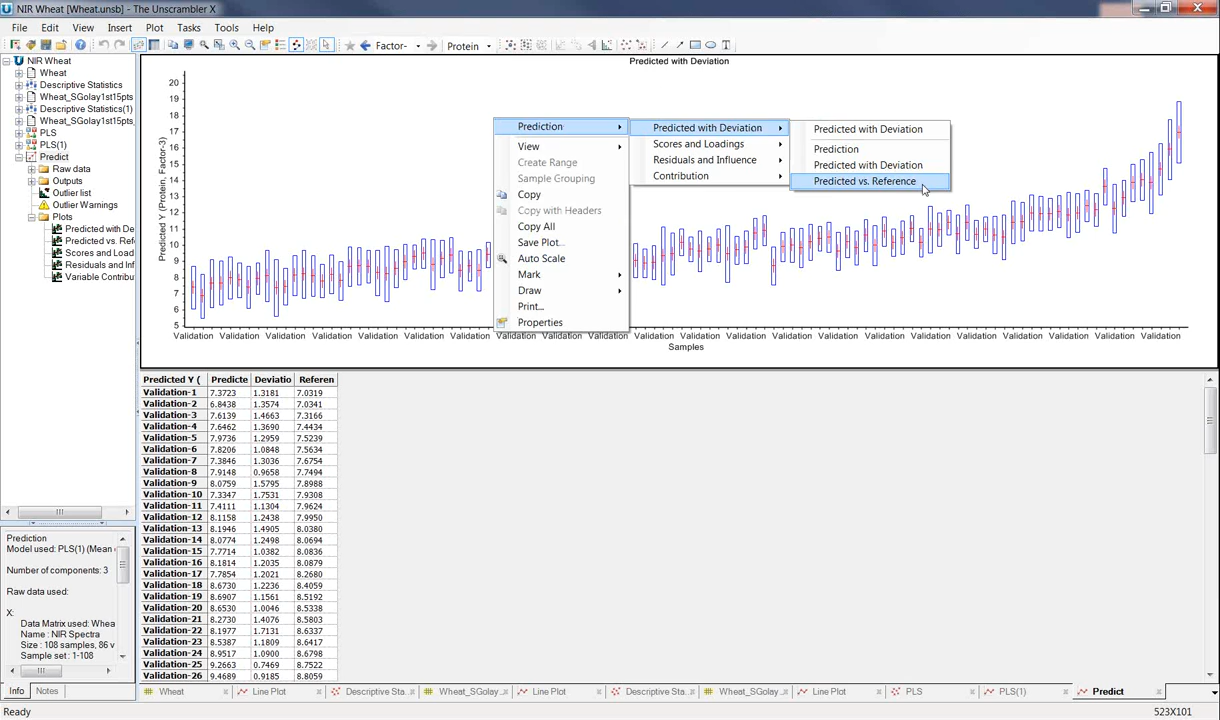 NIR Wheat [Wheat.unsb] - The Unscrambler X
File Edit View Insert Plot Tasks Tools Help
Factor- Protein
NIR Wheat
Wheat
Descriptive Statistics
Wheat_SGolay1st15pts
Descriptive Statistics(1)
Wheat_SGolay1st15pts_
PLS
PLS(1)
Predict
Raw data
Outputs
Outlier list
Outlier Warnings
Plots
Predicted with De
Predicted vs. Ref
Scores and Load
Residuals and Inf
Variable Contribu
Prediction
Model used: PLS(1) (Mean
Number of components: 3
Raw data used:
X:
Data Matrix used: Whea
Name : NIR Spectra
Size : 108 samples, 86 v
Sample set : 1-108
Info Notes
Predicted with Deviation
Predicted Y (Protein, Factor-3)
20
19
18
17
16
15
14
13
12
11
10
9
8
7
6
5
Validation Validation Validation Validation Validation Validation Validation Validation Validation Validation Validation Validation Validation Validation Validation Validation Validation Validation Validation Validation Validation Validation
Samples
Prediction
View
Create Range
Sample Grouping
Copy
Copy with Headers
Copy All
Save Plot...
Auto Scale
Mark
Draw
Print...
Properties
Predicted with Deviation
Scores and Loadings
Residuals and Influence
Contribution
Predicted with Deviation
Prediction
Predicted with Deviation
Predicted vs. Reference
Predicted Y ( Predicte Deviatio Referen
Validation-1 7.3723 1.3181 7.0319
Validation-2 6.8438 1.3574 7.0341
Validation-3 7.6139 1.4663 7.3166
Validation-4 7.6462 1.3690 7.4434
Validation-5 7.9736 1.2959 7.5239
Validation-6 7.8206 1.0848 7.5634
Validation-7 7.3846 1.3036 7.6754
Validation-8 7.9148 0.9658 7.7494
Validation-9 8.0759 1.5795 7.8988
Validation-10 7.3347 1.7531 7.9308
Validation-11 7.4111 1.1304 7.9624
Validation-12 8.1158 1.2438 7.9950
Validation-13 8.1946 1.4905 8.0380
Validation-14 8.0774 1.2498 8.0694
Validation-15 7.7714 1.0382 8.0836
Validation-16 8.1814 1.2035 8.0879
Validation-17 7.7854 1.2021 8.2680
Validation-18 8.6730 1.2236 8.4059
Validation-19 8.6907 1.1561 8.5192
Validation-20 8.6530 1.0046 8.5338
Validation-21 8.2730 1.4076 8.5803
Validation-22 8.1977 1.7131 8.6337
Validation-23 8.5387 1.1809 8.6417
Validation-24 8.9517 1.0900 8.6798
Validation-25 9.2663 0.7469 8.7522
Validation-26 9.4689 0.9185 8.8059
Wheat Line Plot Descriptive Sta... Wheat_SGolay... Line Plot Descriptive Sta... Wheat_SGolay... Line Plot PLS PLS(1) Predict
Ready 523X101